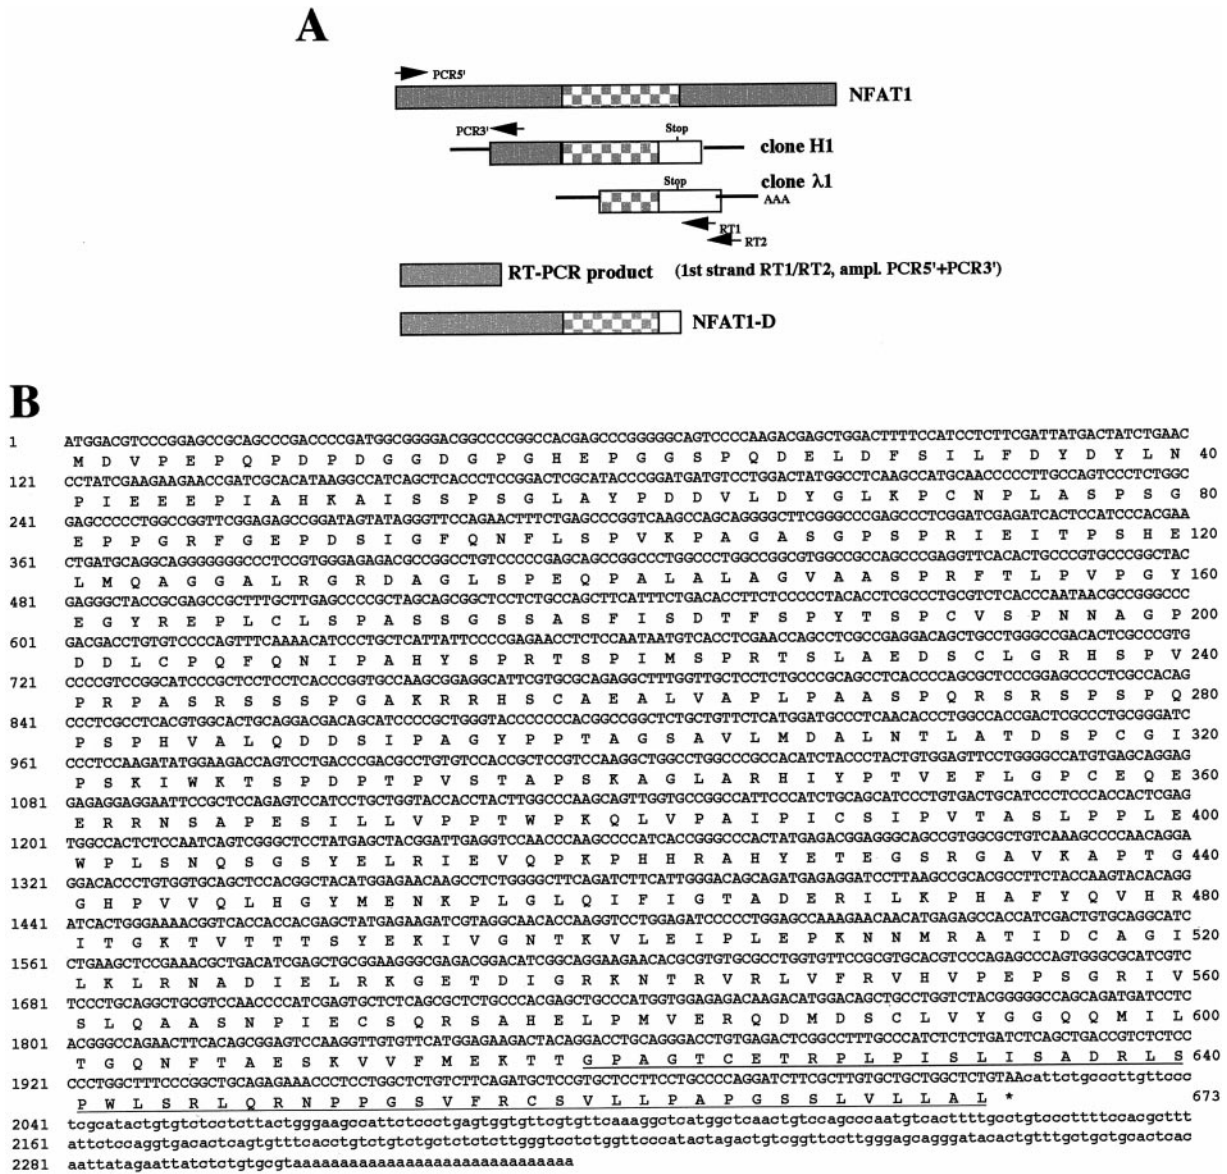 A
PCR5'
NFAT1
PCR3'
Stop
clone H1
Stop
clone λ1
AAA
RT1
RT2
RT-PCR product (1st strand RT1/RT2, ampl. PCR5'+PCR3')
NFAT1-D
B
1 ATGGACGTCCCGGAGCCGCAGCCCGACCCCGATGGCGGGGACGGCCCCGGCCACGAGCCCGGGGGCAGTCCCCAAGACGAGCTGGACTTTTCCATCCTCTTCGATTATGACTATCTGAAC
M D V P E P Q P D P D G G D G P G H E P G G S P Q D E L D F S I L F D Y D Y L N 40
121 CCTATCGAAGAAGAACCGATCGCACATAAGGCCATCAGCTCACCCTCCGGACTCGCATACCCGGATGATGTCCTGGACTATGGCCTCAAGCCATGCAACCCCCTTGCCAGTCCCTCTGGC
P I E E E P I A H K A I S S P S G L A Y P D D V L D Y G L K P C N P L A S P S G 80
241 GAGCCCCCTGGCCGGTTCGGAGAGCCGGATAGTATAGGGTTCCAGAACTTTCTGAGCCCGGTCAAGCCAGCAGGGGCTTCGGGCCCGAGCCCTCGGATCGAGATCACTCCATCCCACGAA
E P P G R F G E P D S I G F Q N F L S P V K P A G A S G P S P R I E I T P S H E 120
361 CTGATGCAGGCAGGGGGGGCCCTCCGTGGGAGAGACGCCGGCCTGTCCCCCGAGCAGCCGGCCCTGGCCCTGGCCGGCGTGGCCGCCAGCCCGAGGTTCACACTGCCCGTGCCCGGCTAC
L M Q A G G A L R G R D A G L S P E Q P A L A L A G V A A S P R F T L P V P G Y 160
481 GAGGGCTACCGCGAGCCGCTTTGCTTGAGCCCCGCTAGCAGCGGCTCCTCTGCCAGCTTCATTTCTGACACCTTCTCCCCCTACACCTCGCCCTGCGTCTCACCCAATAACGCCGGGCCC
E G Y R E P L C L S P A S S G S S A S F I S D T F S P Y T S P C V S P N N A G P 200
601 GACGACCTGTGTCCCCAGTTTCAAAACATCCCTGCTCATTATTCCCCGAGAACCTCTCCAATAATGTCACCTCGAACCAGCCTCGCCGAGGACAGCTGCCTGGGCCGACACTCGCCCGTG
D D L C P Q F Q N I P A H Y S P R T S P I M S P R T S L A E D S C L G R H S P V 240
721 CCCCGTCCGGCATCCCGCTCCTCCTCACCCGGTGCCAAGCGGAGGCATTCGTGCGCAGAGGCTTTGGTTGCTCCTCTGCCCGCAGCCTCACCCCAGCGCTCCCGGAGCCCCTCGCCACAG
P R P A S R S S S P G A K R R H S C A E A L V A P L P A A S P Q R S R S P S P Q 280
841 CCCTCGCCTCACGTGGCACTGCAGGACGACAGCATCCCCGCTGGGTACCCCCCCACGGCCGGCTCTGCTGTTCTCATGGATGCCCTCAACACCCTGGCCACCGACTCGCCCTGCGGGATC
P S P H V A L Q D D S I P A G Y P P T A G S A V L M D A L N T L A T D S P C G I 320
961 CCCTCCAAGATATGGAAGACCAGTCCTGACCCGACGCCTGTGTCCACCGCTCCGTCCAAGGCTGGCCTGGCCCGCCACATCTACCCTACTGTGGAGTTCCTGGGGCCATGTGAGCAGGAG
P S K I W K T S P D P T P V S T A P S K A G L A R H I Y P T V E F L G P C E Q E 360
1081 GAGAGGAGGAATTCCGCTCCAGAGTCCATCCTGCTGGTACCACCTACTTGGCCCAAGCAGTTGGTGCCGGCCATTCCCATCTGCAGCATCCCTGTGACTGCATCCCTCCCACCACTCGAG
E R R N S A P E S I L L V P P T W P K Q L V P A I P I C S I P V T A S L P P L E 400
1201 TGGCCACTCTCCAATCAGTCGGGCTCCTATGAGCTACGGATTGAGGTCCAACCCAAGCCCCATCACCGGGCCCACTATGAGACGGAGGGCAGCCGTGGCGCTGTCAAAGCCCCAACAGGA
W P L S N Q S G S Y E L R I E V Q P K P H H R A H Y E T E G S R G A V K A P T G 440
1321 GGACACCCTGTGGTGCAGCTCCACGGCTACATGGAGAACAAGCCTCTGGGGCTTCAGATCTTCATTGGGACAGCAGATGAGAGGATCCTTAAGCCGCACGCCTTCTACCAAGTACACAGG
G H P V V Q L H G Y M E N K P L G L Q I F I G T A D E R I L K P H A F Y Q V H R 480
1441 ATCACTGGGAAAACGGTCACCACCACGAGCTATGAGAAGATCGTAGGCAACACCAAGGTCCTGGAGATCCCCCTGGAGCCAAAGAACAACATGAGAGCCACCATCGACTGTGCAGGCATC
I T G K T V T T T S Y E K I V G N T K V L E I P L E P K N N M R A T I D C A G I 520
1561 CTGAAGCTCCGAAACGCTGACATCGAGCTGCGGAAGGGCGAGACGGACATCGGCAGGAAGAACACGCGTGTGCGCCTGGTGTTCCGCGTGCACGTCCCAGAGCCCAGTGGGCGCATCGTC
L K L R N A D I E L R K G E T D I G R K N T R V R L V F R V H V P E P S G R I V 560
1681 TCCCTGCAGGCTGCGTCCAACCCCATCGAGTGCTCTCAGCGCTCTGCCCACGAGCTGCCCATGGTGGAGAGACAAGACATGGACAGCTGCCTGGTCTACGGGGGCCAGCAGATGATCCTC
S L Q A A S N P I E C S Q R S A H E L P M V E R Q D M D S C L V Y G G Q Q M I L 600
1801 ACGGGCCAGAACTTCACAGCGGAGTCCAAGGTTGTGTTCATGGAGAAGACTACAGGACCTGCAGGGACCTGTGAGACTCGGCCTTTGCCCATCTCTCTGATCTCAGCTGACCGTCTCTCC
T G Q N F T A E S K V V F M E K T T G P A G T C E T R P L P I S L I S A D R L S 640
1921 CCCTGGCTTTCCCGGCTGCAGAGAAACCCTCCTGGCTCTGTCTTCAGATGCTCCGTGCTCCTTCCTGCCCCAGGATCTTCGCTTGTGCTGCTGGCTCTGTAAcattctgcccttgttccc
P W L S R L Q R N P P G S V F R C S V L L P A P G S S L V L L A L * 673
2041 tcgcatactgtgtctcctcttactgggaagccattctccctgagtggtgttcgtgttcaaaggctcatggctcaactgtccagcccaatgtcacttttgcctgtcccttttccacgcttt
2161 attctccaggtgacactcagtgtttcacctgtctgtctgctctctcttgggtcctctggttcccatactagactgtcggttccttgggagcagggatacactgtttgctgctgcactcac
2281 aattatagaattatctctgtgcgtaaaaaaaaaaaaaaaaaaaaaaaaaaaaa